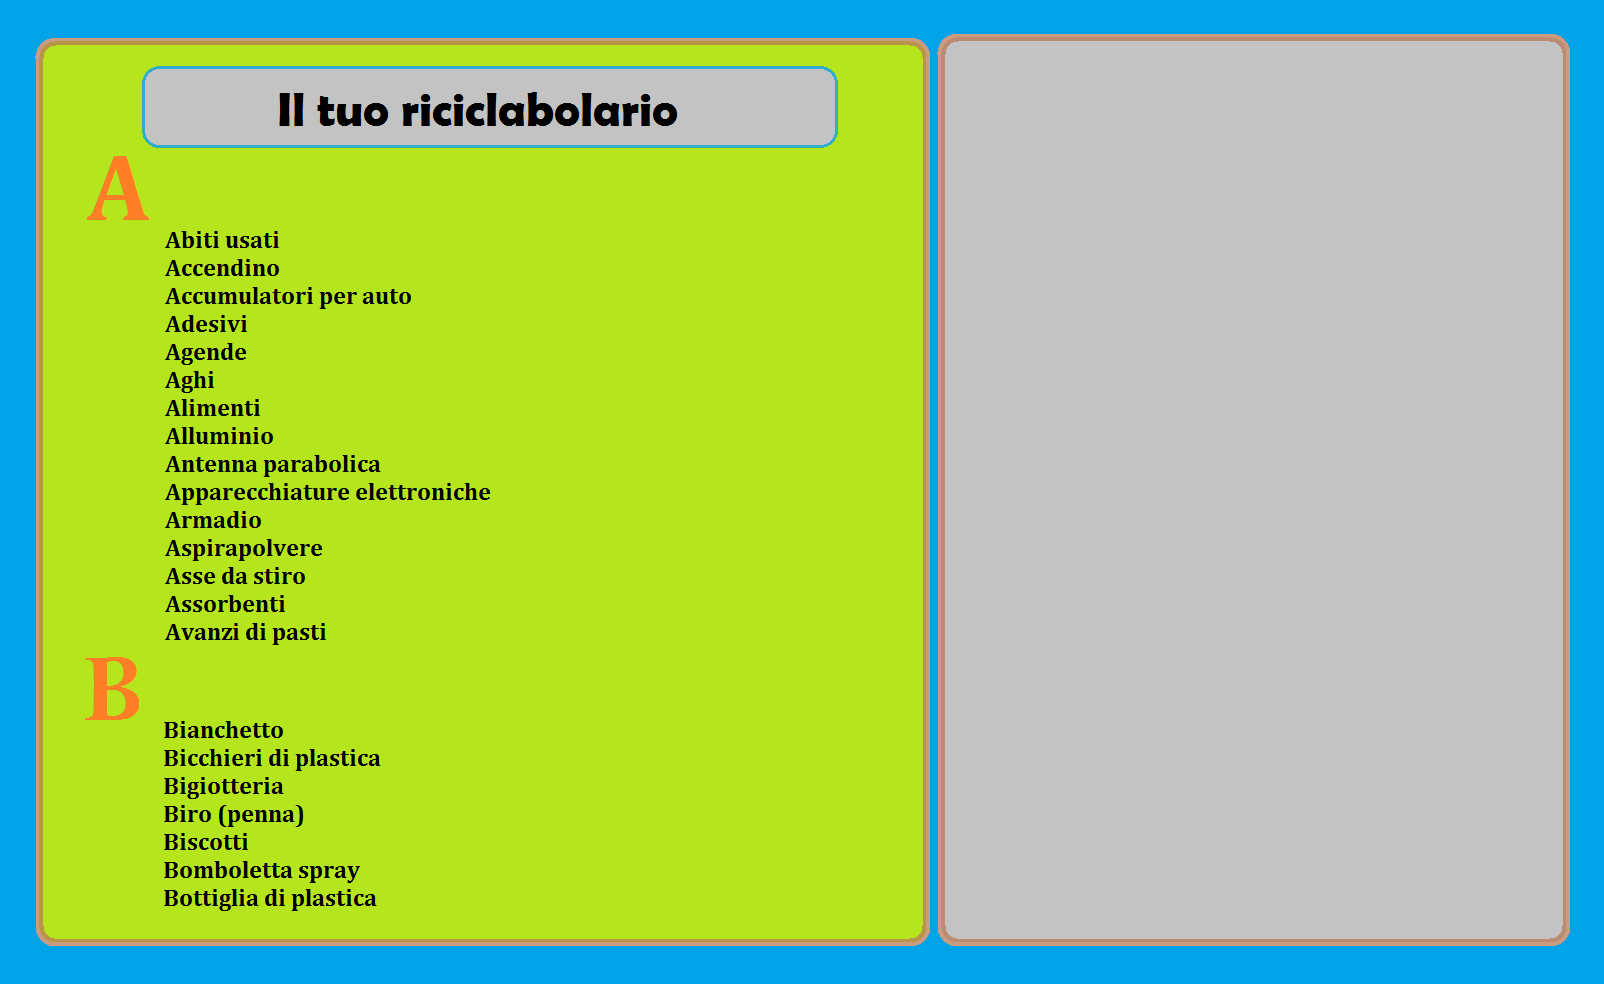 Il tuo riciclabolario
A
Abiti usati
Accendino
Accumulatori per auto
Adesivi
Agende
Aghi
Alimenti
Alluminio
Antenna parabolica
Apparecchiature elettroniche
Armadio
Aspirapolvere
Asse da stiro
Assorbenti
Avanzi di pasti
B
Bianchetto
Bicchieri di plastica
Bigiotteria
Biro (penna)
Biscotti
Bomboletta spray
Bottiglia di plastica